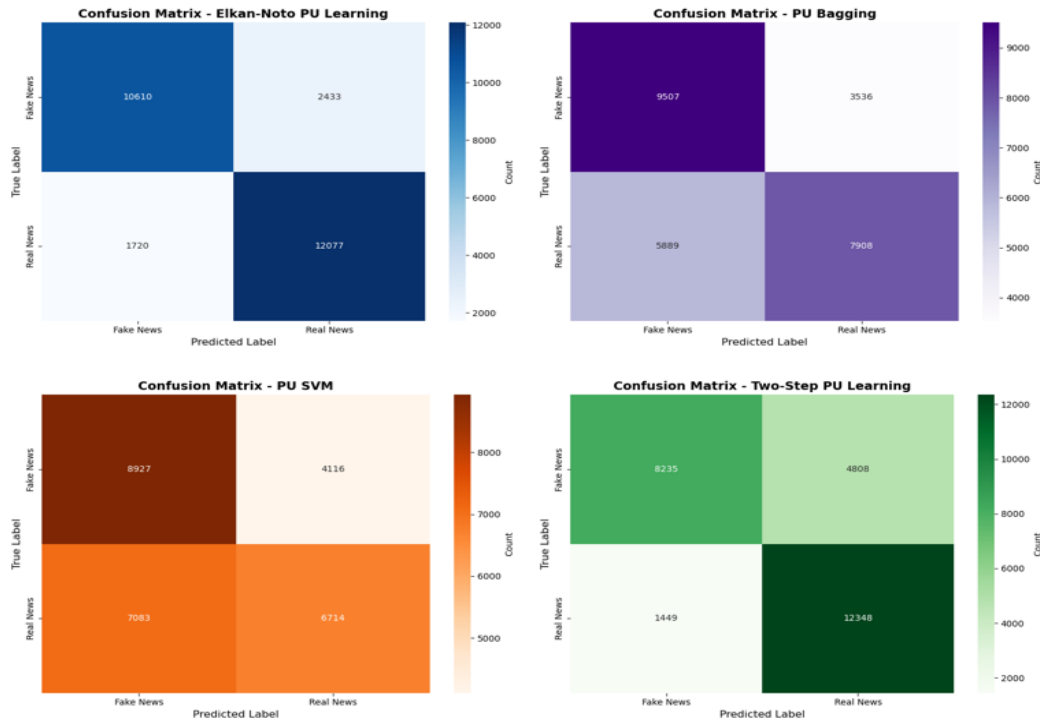 Confusion Matrix - Elkan-Noto PU Learning
True Label
Fake News
Real News
10610
2433
1720
12077
Fake News
Real News
Predicted Label
12000
10000
8000
6000
4000
2000
Count
Confusion Matrix - PU Bagging
True Label
Fake News
Real News
9507
3536
5889
7908
Fake News
Real News
Predicted Label
9000
8000
7000
6000
5000
4000
Count
Confusion Matrix - PU SVM
True Label
Fake News
Real News
8927
4116
7083
6714
Fake News
Real News
Predicted Label
8000
7000
6000
5000
Count
Confusion Matrix - Two-Step PU Learning
True Label
Fake News
Real News
8235
4808
1449
12348
Fake News
Real News
Predicted Label
12000
10000
8000
6000
4000
2000
Count